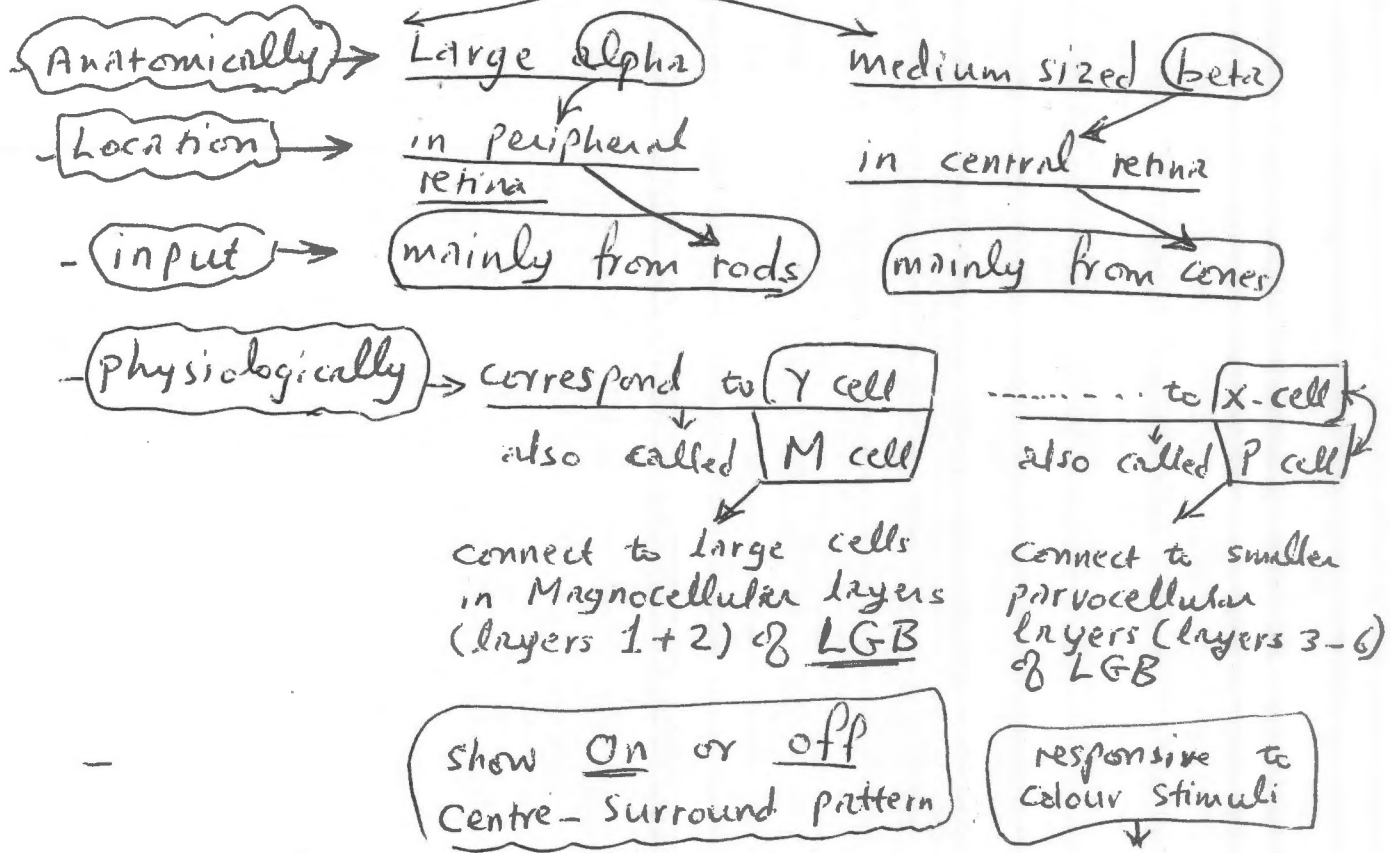 - Anatomically → Large alpha medium sized beta
- Location → in peripheral in central retina
retina
- input → mainly from rods mainly from cones
- physiologically → correspond to Y cell ......... to X-cell
also called M cell also called P cell
connect to large cells connect to smaller
in Magnocellular layers parvocellular
(layers 1+2) of LGB layers (layers 3-6)
of LGB
- show On or off responsive to
Centre-Surround pattern colour stimuli